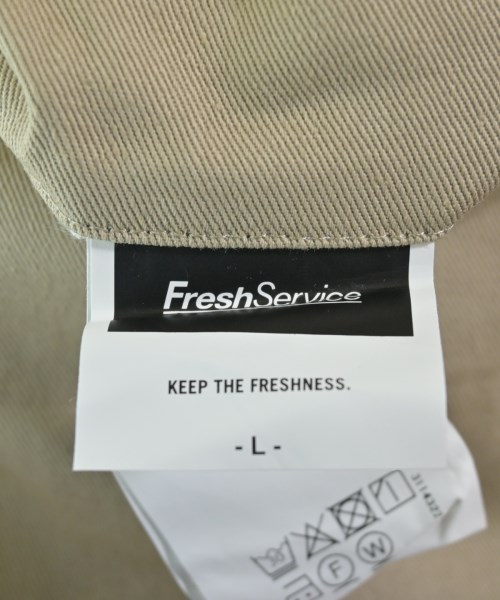 FreshService
KEEP THE FRESHNESS.
- L -
F W